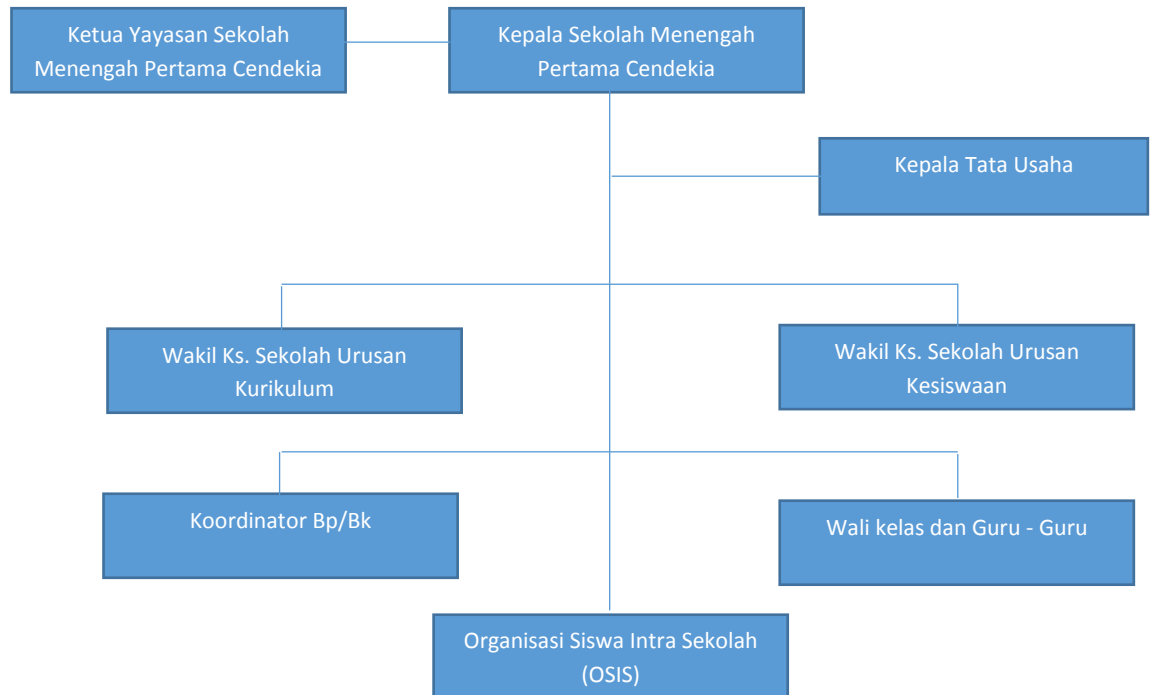 Ketua Yayasan Sekolah
Menengah Pertama Cendekia
Kepala Sekolah Menengah
Pertama Cendekia
Kepala Tata Usaha
Wakil Ks. Sekolah Urusan
Kurikulum
Wakil Ks. Sekolah Urusan
Kesiswaan
Koordinator Bp/Bk
Wali kelas dan Guru - Guru
Organisasi Siswa Intra Sekolah
(OSIS)